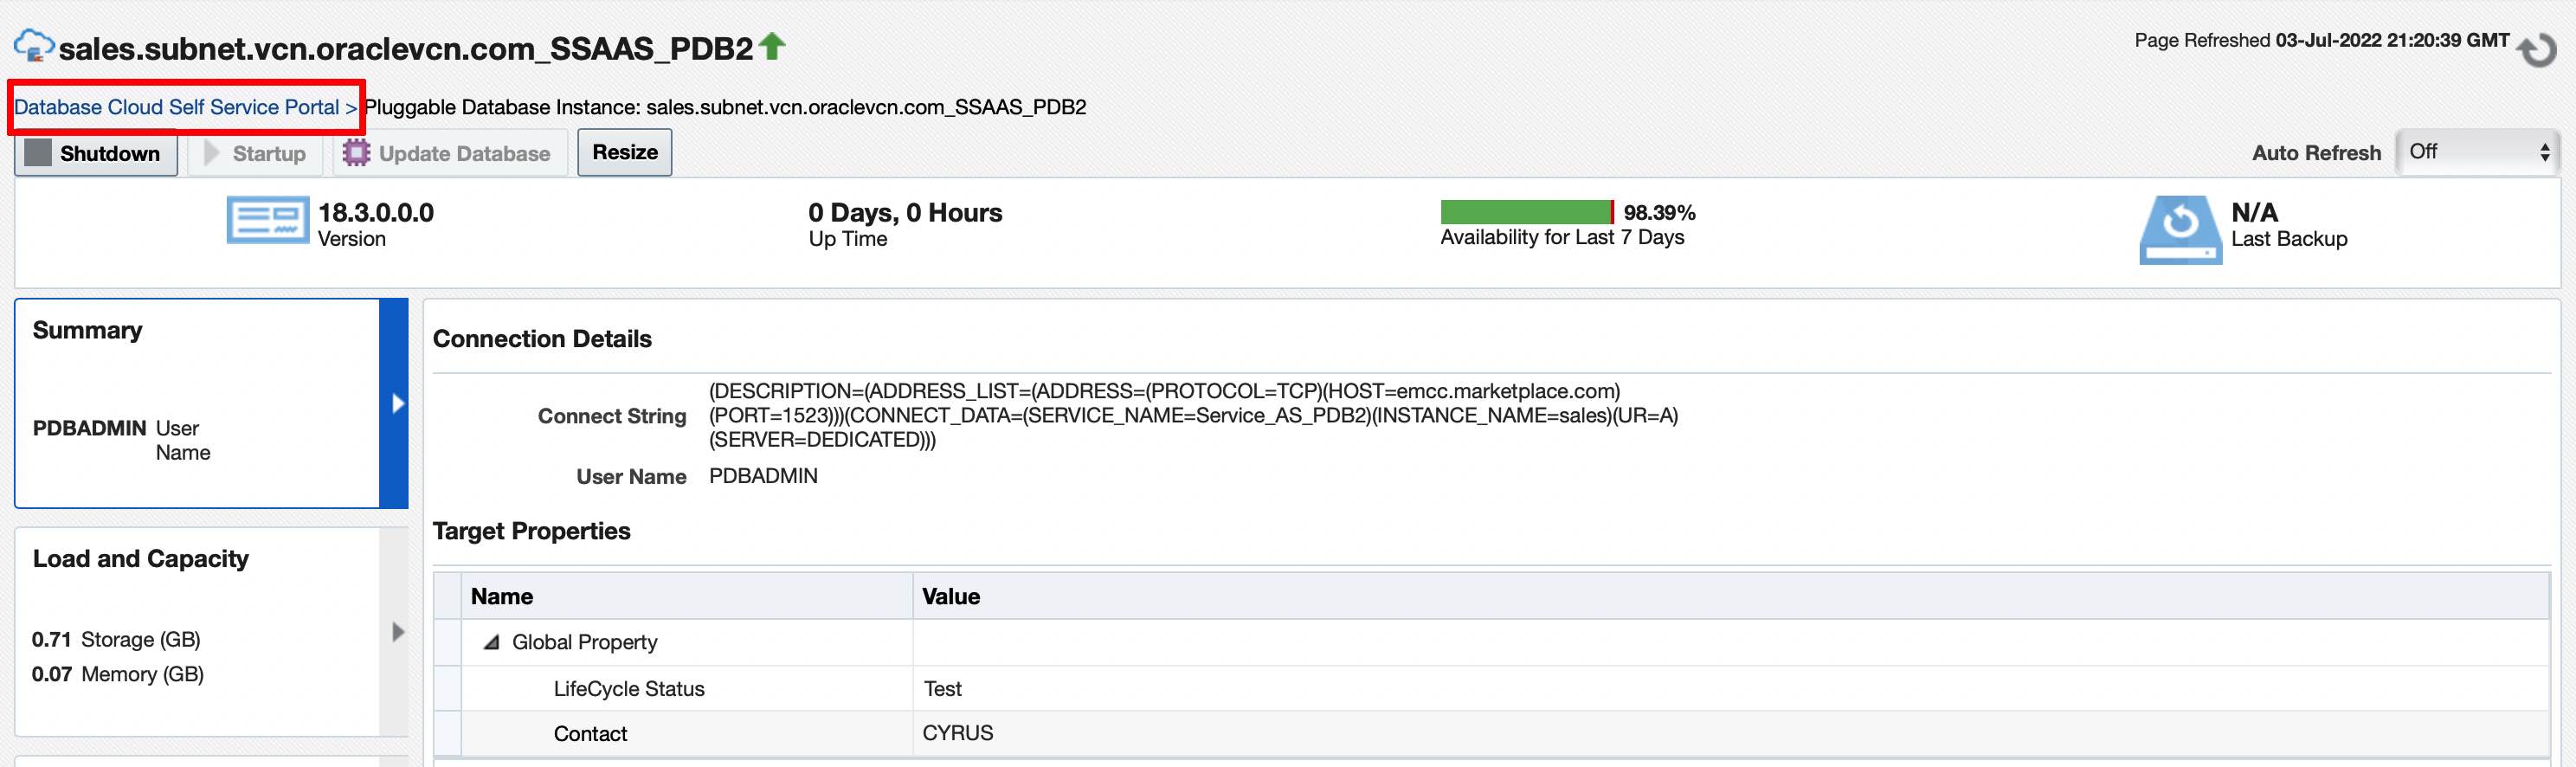 sales.subnet.vcn.oraclevcn.com_SSAAS_PDB2
Page Refreshed 03-Jul-2022 21:20:39 GMT
Database Cloud Self Service Portal > Pluggable Database Instance: sales.subnet.vcn.oraclevcn.com_SSAAS_PDB2
Shutdown Startup Update Database Resize
Auto Refresh Off
18.3.0.0.0
Version
0 Days, 0 Hours
Up Time
98.39%
Availability for Last 7 Days
N/A
Last Backup
Summary
PDBADMIN User
Name
Load and Capacity
0.71 Storage (GB)
0.07 Memory (GB)
Connection Details
Connect String
(DESCRIPTION=(ADDRESS_LIST=(ADDRESS=(PROTOCOL=TCP)(HOST=emcc.marketplace.com)
(PORT=1523)))(CONNECT_DATA=(SERVICE_NAME=Service_AS_PDB2)(INSTANCE_NAME=sales)(UR=A)
(SERVER=DEDICATED)))
User Name PDBADMIN
Target Properties
Name Value
Global Property
LifeCycle Status Test
Contact CYRUS